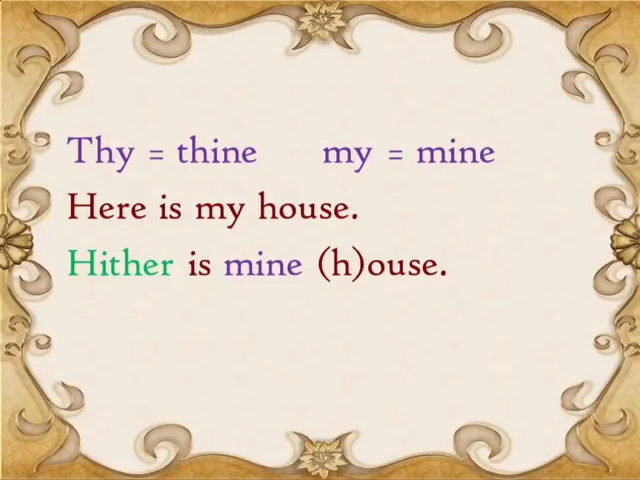 Thy = thine my = mine
Here is my house.
Hither is mine (h)ouse.